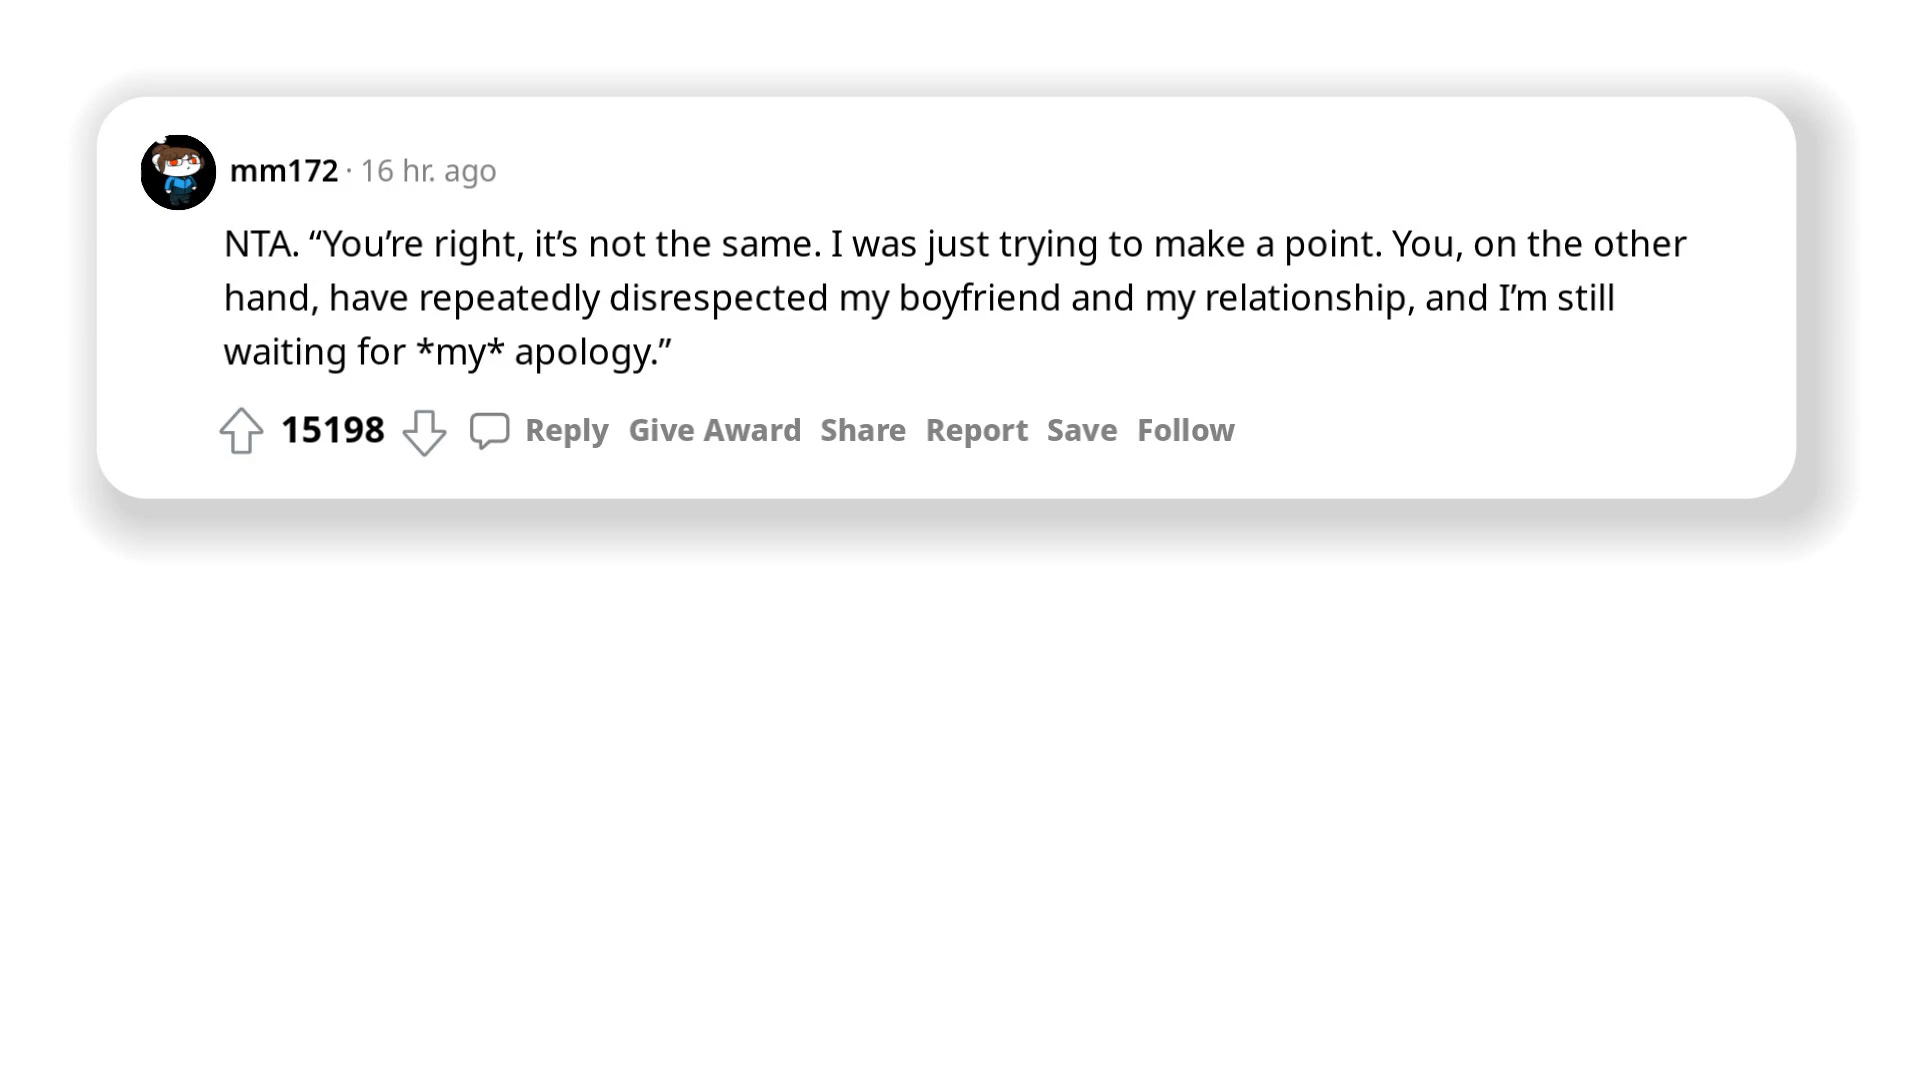 mm172 · 16 hr. ago
NTA. “You’re right, it’s not the same. I was just trying to make a point. You, on the other
hand, have repeatedly disrespected my boyfriend and my relationship, and I’m still
waiting for *my* apology.”
15198 Reply Give Award Share Report Save Follow